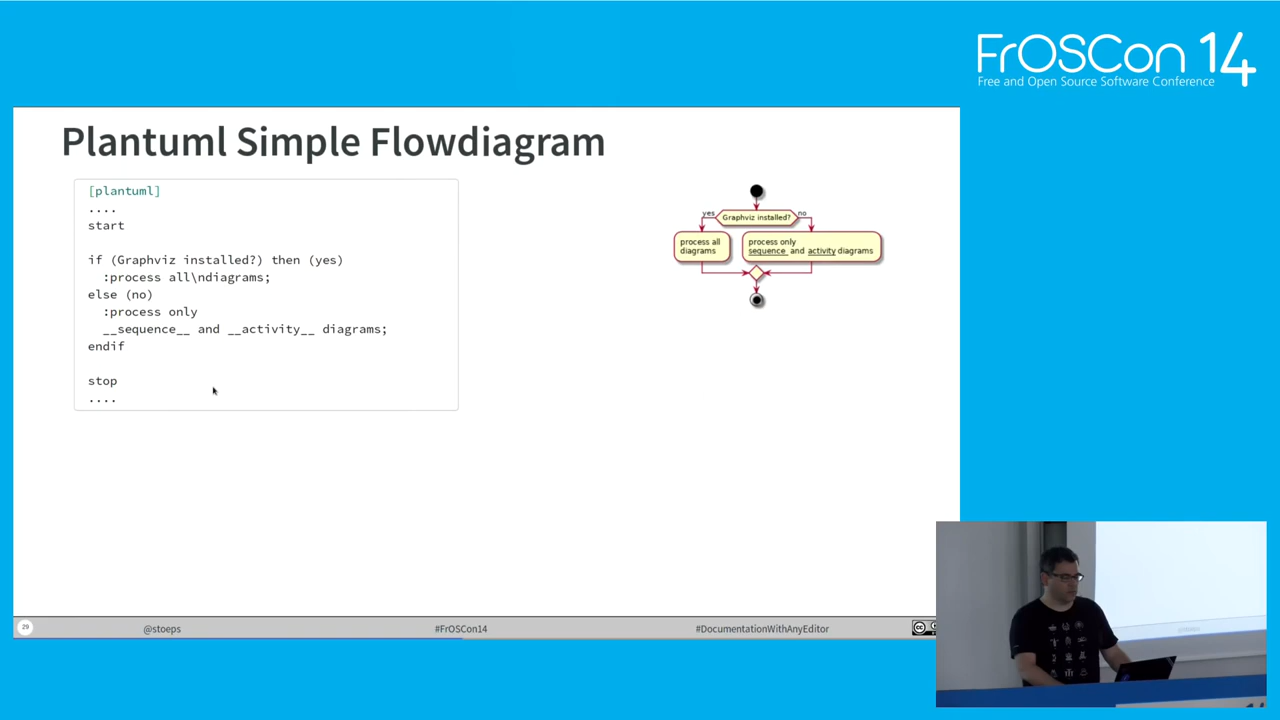 FrOSCon 14
Free and Open Source Software Conference
Plantuml Simple Flowdiagram
[plantuml]
....
start
if (Graphviz installed?) then (yes)
:process all\ndiagrams;
else (no)
:process only
__sequence__ and __activity__ diagrams;
endif
stop
....
yes
Graphviz installed?
no
process all
diagrams
process only
sequence and activity diagrams
29
@stoeps
#FrOSCon14
#DocumentationWithAnyEditor
cc